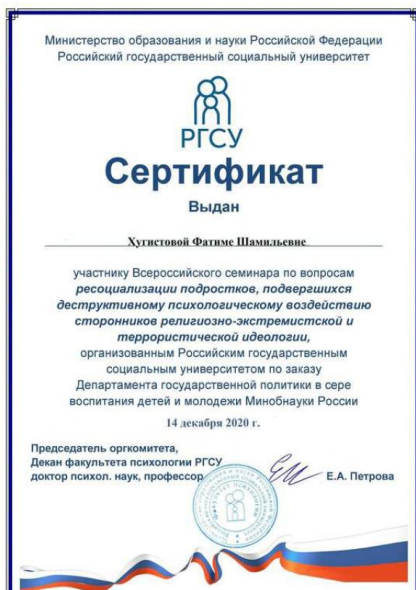 Министерство образования и науки Российской Федерации
Российский государственный социальный университет
РГСУ
Сертификат
Выдан
Хугистовой Фатиме Шамильевне
участнику Всероссийского семинара по вопросам
ресоциализации подростков, подвергшихся
деструктивному психологическому воздействию
сторонников религиозно-экстремистской и
террористической идеологии,
организованным Российским государственным
социальным университетом по заказу
Департамента государственной политики в сере
воспитания детей и молодежи Минобнауки России
14 декабря 2020 г.
Председатель оргкомитета,
Декан факультета психологии РГСУ
доктор психол. наук, профессор
Е.А. Петрова